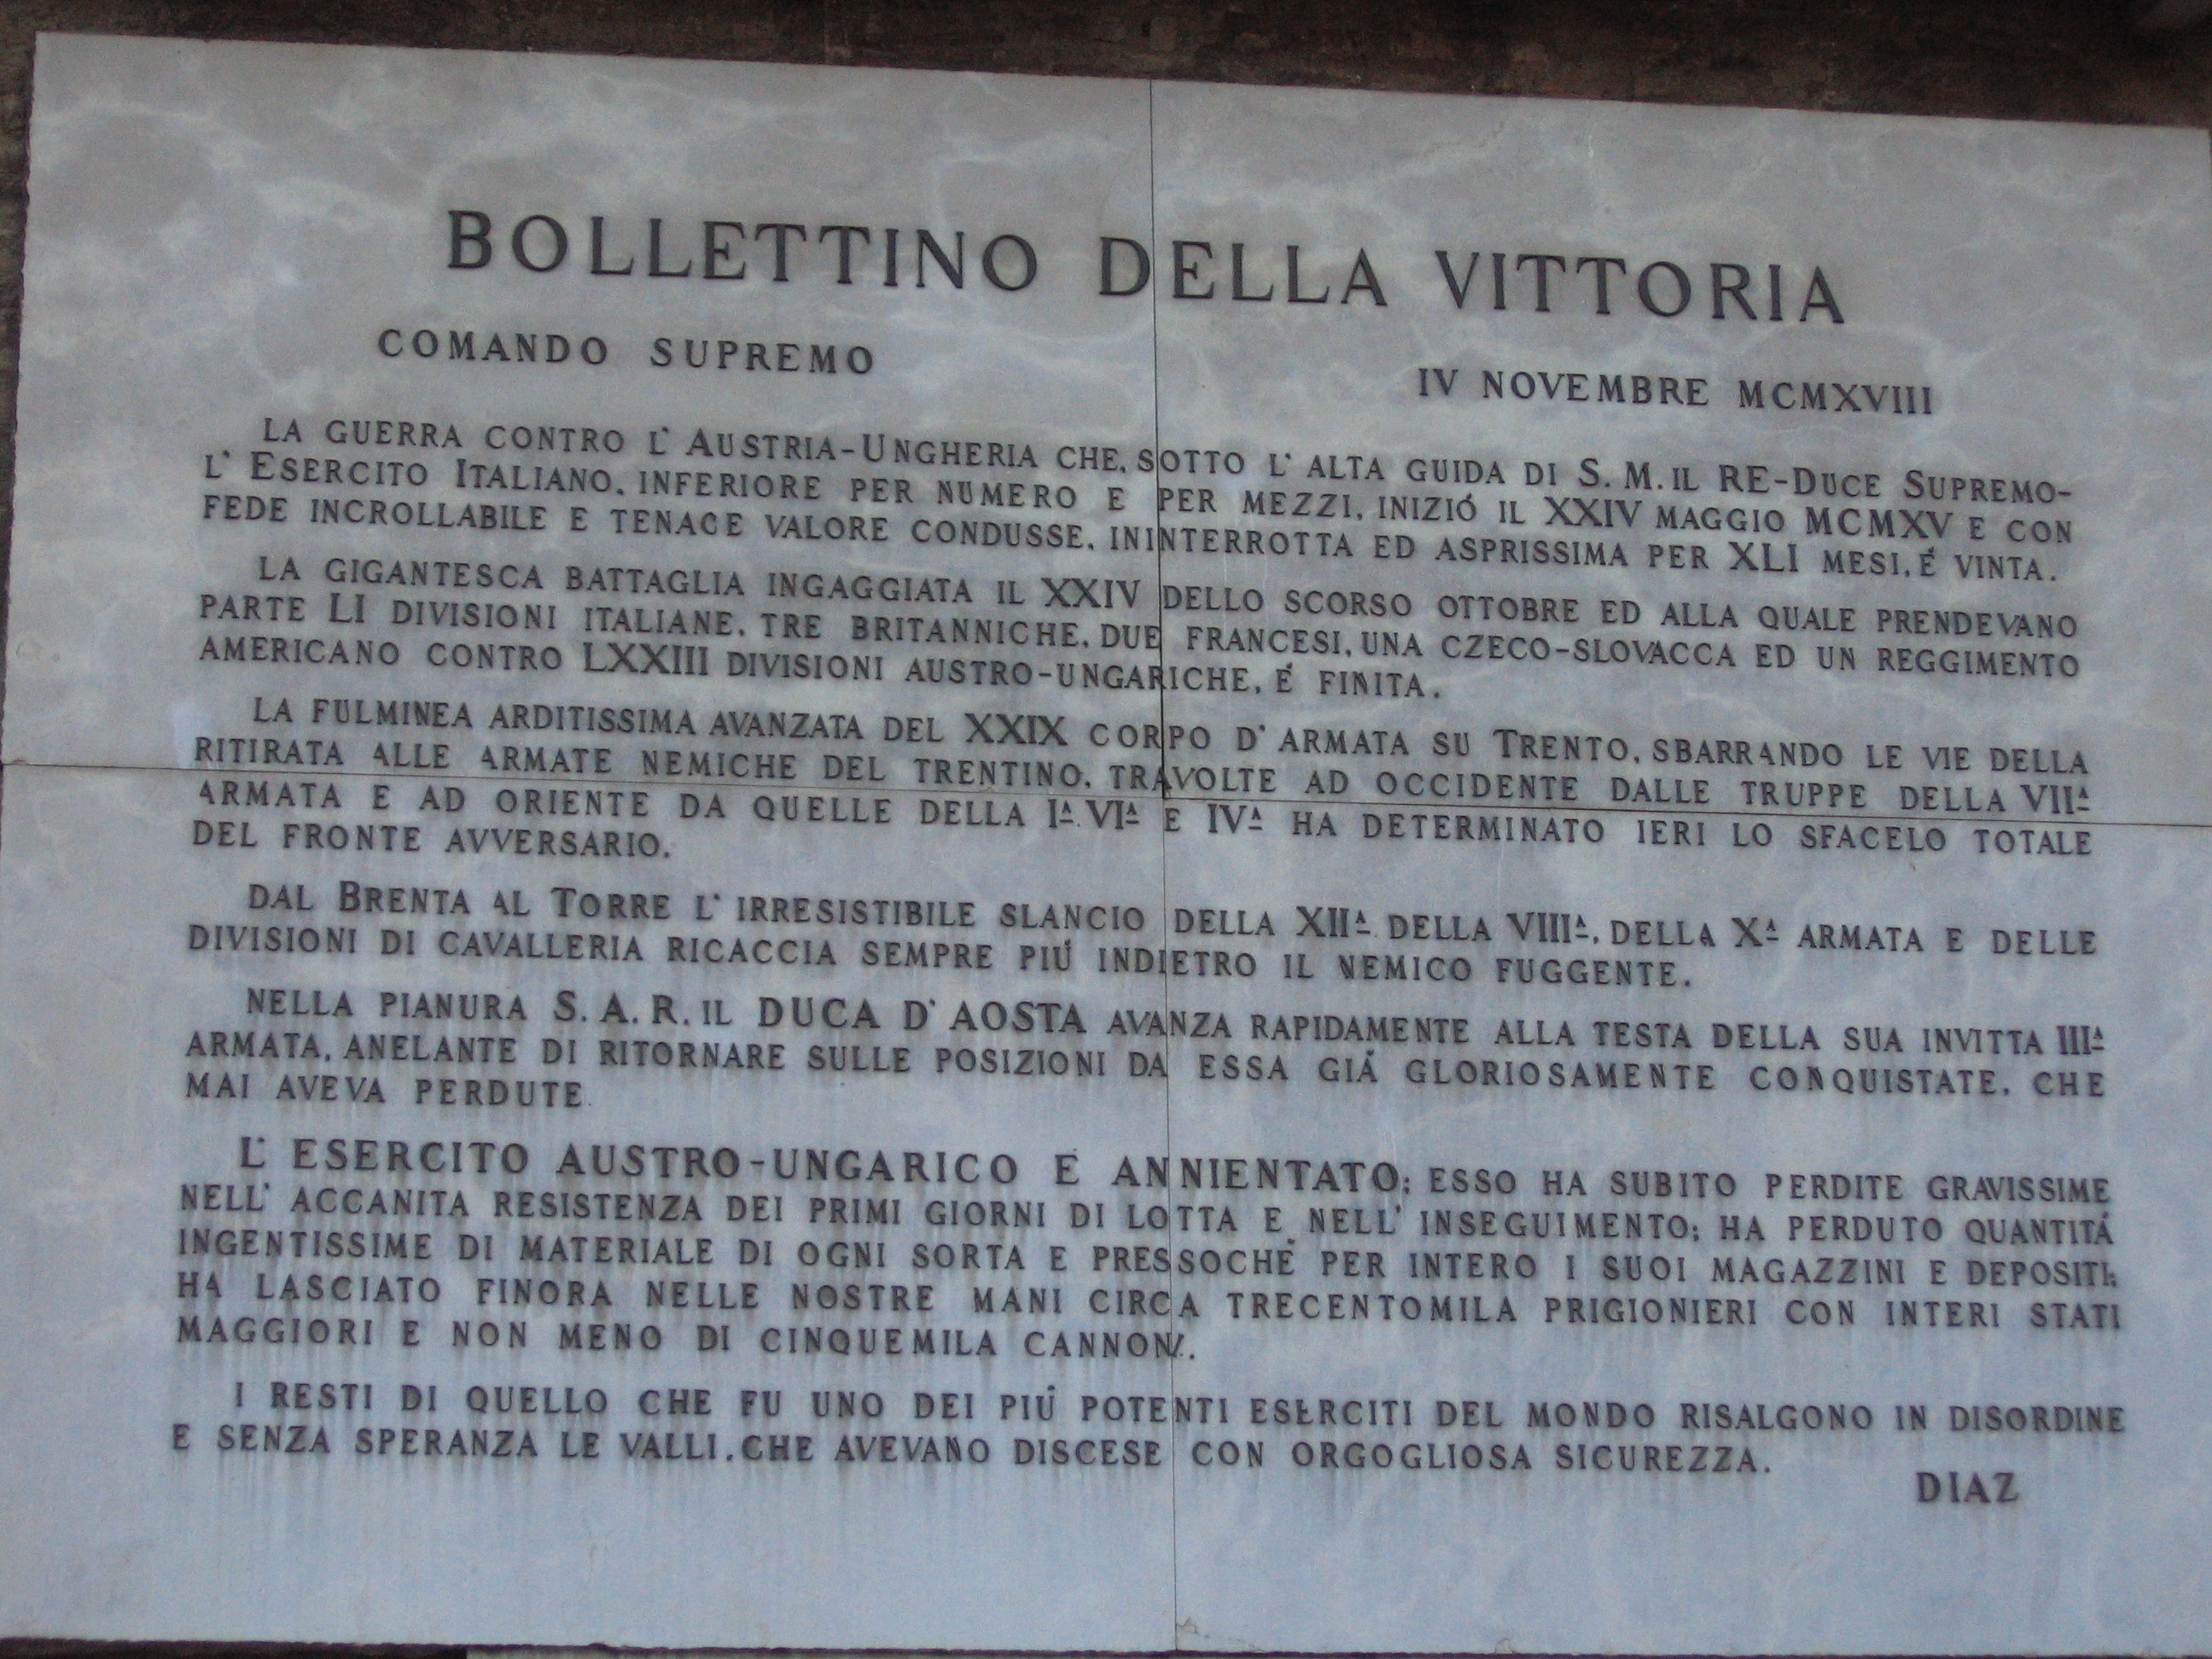 BOLLETTINO DELLA VITTORIA
COMANDO SUPREMO
IV NOVEMBRE MCMXVIII
LA GUERRA CONTRO L'AUSTRIA-UNGHERIA CHE, SOTTO L'ALTA GUIDA DI S. M. IL RE-DUCE SUPREMO-
L'ESERCITO ITALIANO, INFERIORE PER NUMERO E PER MEZZI, INIZIÓ IL XXIV MAGGIO MCMXV E CON
FEDE INCROLLABILE E TENACE VALORE CONDUSSE, ININTERROTTA ED ASPRISSIMA PER XLI MESI, É VINTA.
LA GIGANTESCA BATTAGLIA INGAGGIATA IL XXIV DELLO SCORSO OTTOBRE ED ALLA QUALE PRENDEVANO
PARTE LI DIVISIONI ITALIANE, TRE BRITANNICHE, DUE FRANCESI, UNA CZECO-SLOVACCA ED UN REGGIMENTO
AMERICANO CONTRO LXXIII DIVISIONI AUSTRO-UNGARICHE, É FINITA.
LA FULMINEA ARDITISSIMA AVANZATA DEL XXIX CORPO D'ARMATA SU TRENTO, SBARRANDO LE VIE DELLA
RITIRATA ALLE ARMATE NEMICHE DEL TRENTINO, TRAVOLTE AD OCCIDENTE DALLE TRUPPE DELLA VIIᴬ
ARMATA E AD ORIENTE DA QUELLE DELLA Iᴬ VIᴬ E IVᴬ HA DETERMINATO IERI LO SFACELO TOTALE
DEL FRONTE AVVERSARIO.
DAL BRENTA AL TORRE L'IRRESISTIBILE SLANCIO DELLA XIIᴬ DELLA VIIIᴬ, DELLA Xᴬ ARMATA E DELLE
DIVISIONI DI CAVALLERIA RICACCIA SEMPRE PIÚ INDIETRO IL NEMICO FUGGENTE.
NELLA PIANURA S. A. R. IL DUCA D'AOSTA AVANZA RAPIDAMENTE ALLA TESTA DELLA SUA INVITTA IIIᴬ
ARMATA, ANELANTE DI RITORNARE SULLE POSIZIONI DA ESSA GIÁ GLORIOSAMENTE CONQUISTATE, CHE
MAI AVEVA PERDUTE.
L'ESERCITO AUSTRO-UNGARICO É ANNIENTATO; ESSO HA SUBITO PERDITE GRAVISSIME
NELL'ACCANITA RESISTENZA DEI PRIMI GIORNI DI LOTTA E NELL'INSEGUIMENTO; HA PERDUTO QUANTITÁ
INGENTISSIME DI MATERIALE DI OGNI SORTA E PRESSOCHÉ PER INTERO I SUOI MAGAZZINI E DEPOSITI;
HA LASCIATO FINORA NELLE NOSTRE MANI CIRCA TRECENTOMILA PRIGIONIERI CON INTERI STATI
MAGGIORI E NON MENO DI CINQUEMILA CANNONI.
I RESTI DI QUELLO CHE FU UNO DEI PIÚ POTENTI ESERCITI DEL MONDO RISALGONO IN DISORDINE
E SENZA SPERANZA LE VALLI, CHE AVEVANO DISCESE CON ORGOGLIOSA SICUREZZA.
DIAZ